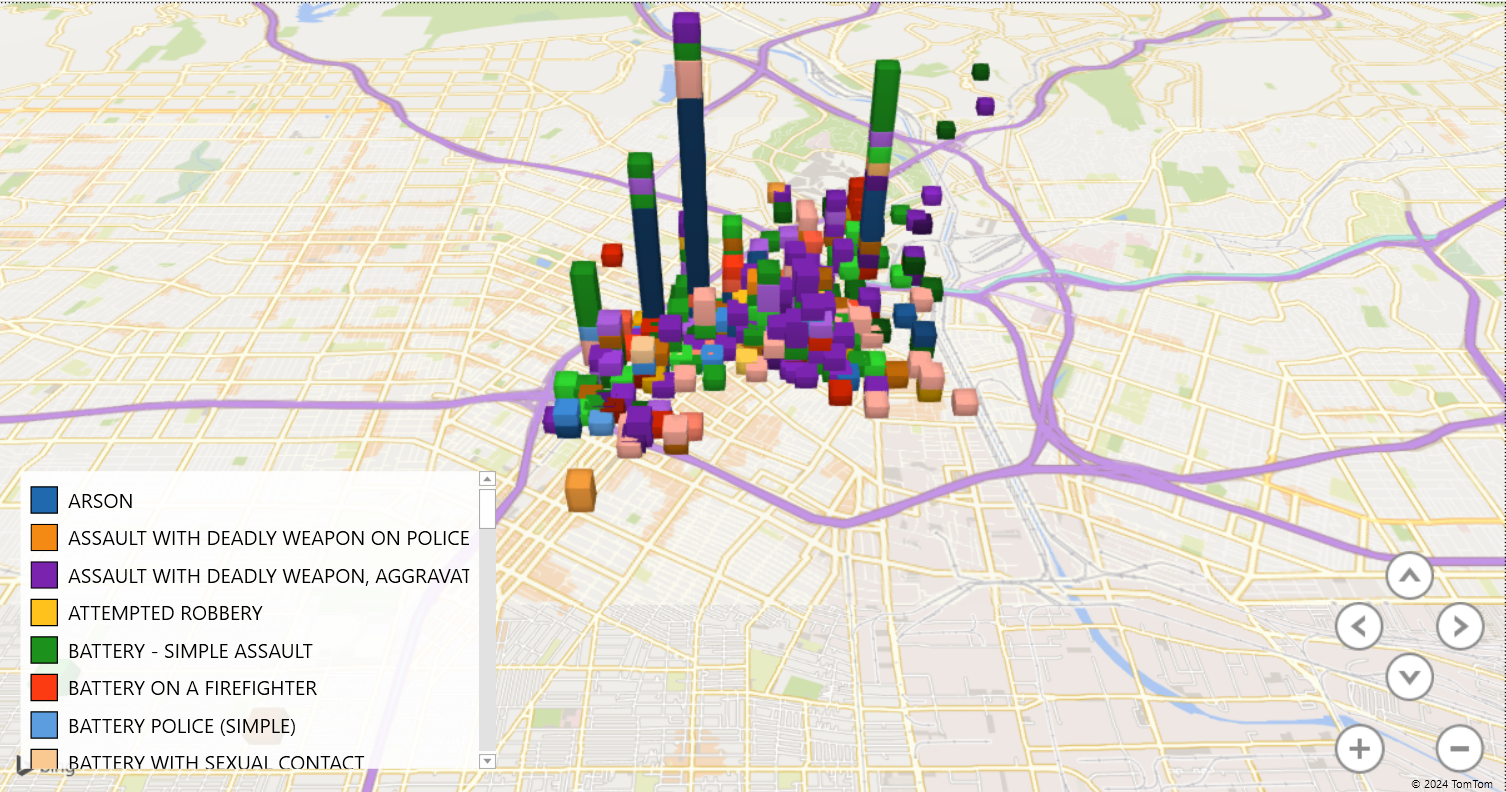 ARSON
ASSAULT WITH DEADLY WEAPON ON POLICE
ASSAULT WITH DEADLY WEAPON, AGGRAVAT
ATTEMPTED ROBBERY
BATTERY - SIMPLE ASSAULT
BATTERY ON A FIREFIGHTER
BATTERY POLICE (SIMPLE)
BATTERY WITH SEXUAL CONTACT
bing
© 2024 TomTom